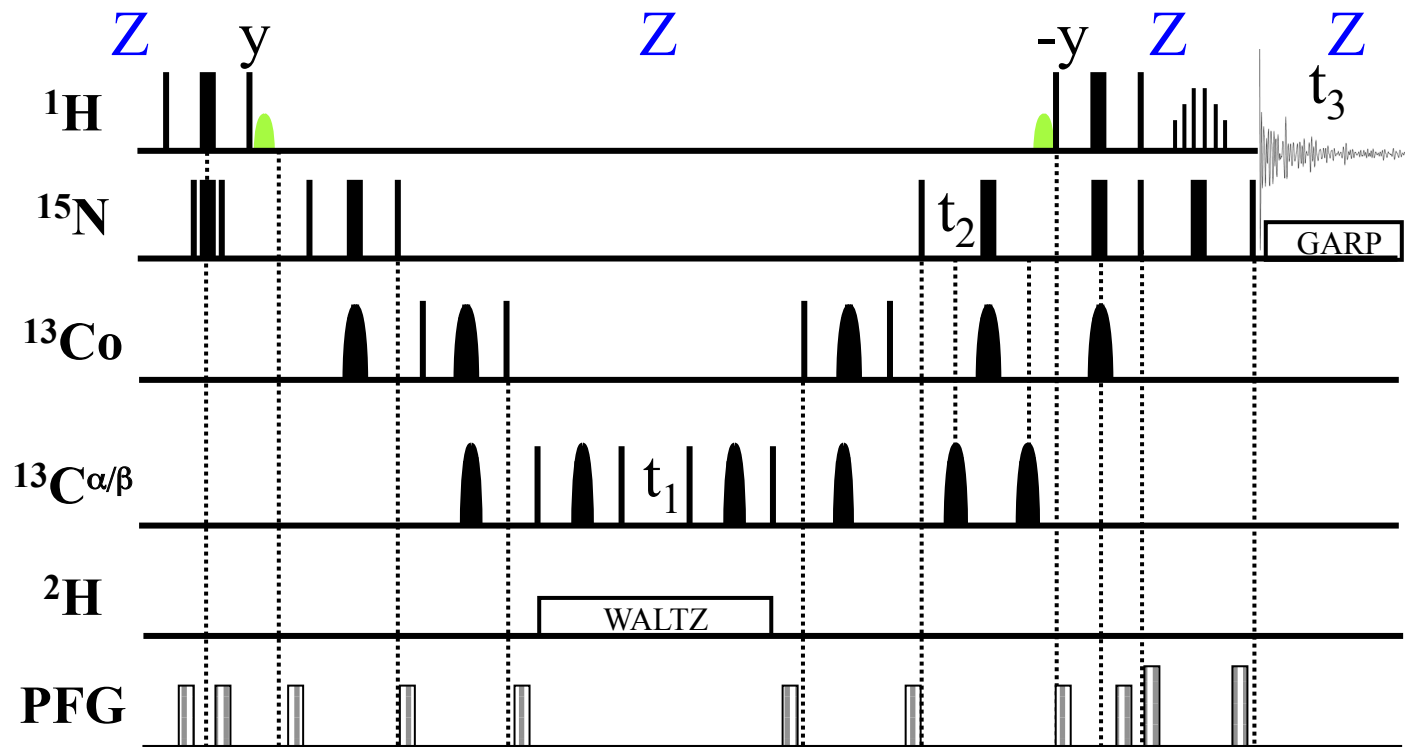 Z y Z -y Z Z
¹H t₃
¹⁵N t₂ GARP
¹³Co
¹³Cα/β t₁
²H WALTZ
PFG